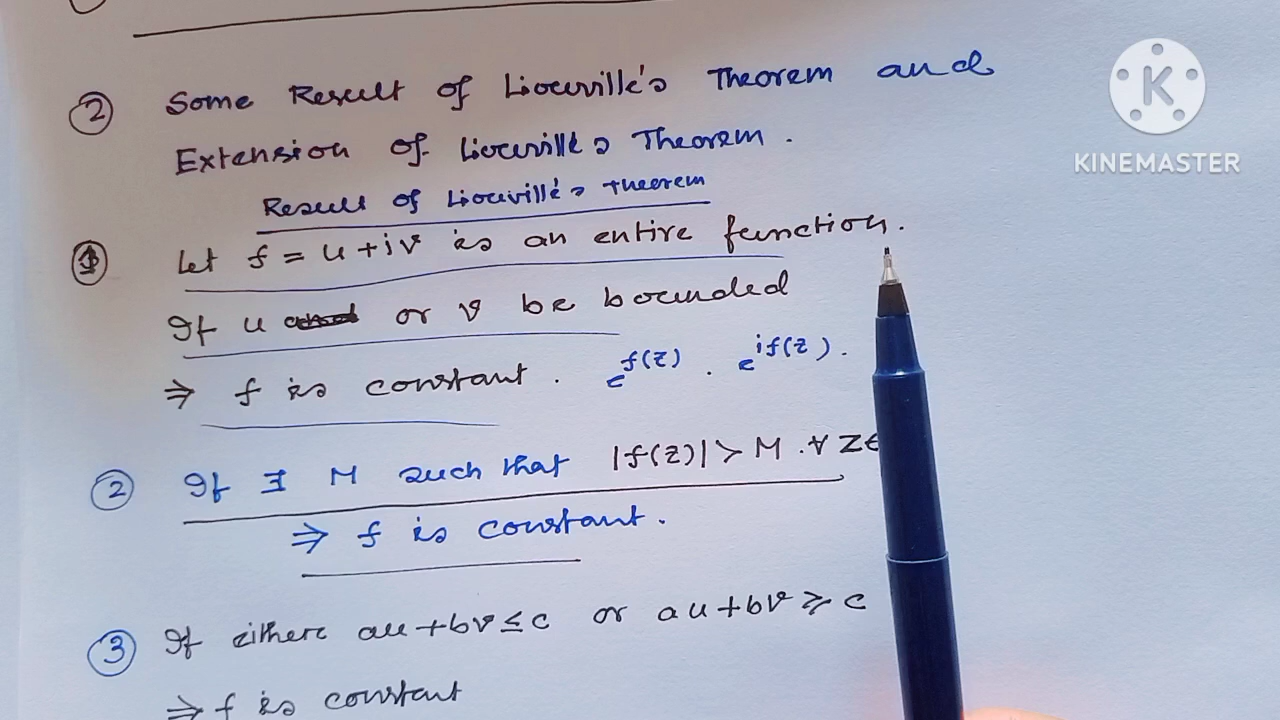 ② Some Result of Liouville's Theorem and
Extension of Liouville's Theorem.
Result of Liouville's theorem
① Let f = u + iv is an entire function.
If u or v be bounded
⇒ f is constant. e^{f(z)}. e^{if(z)}.
② If ∃ M such that |f(z)| > M. ∀ z∈
⇒ f is constant.
③ If eithere au+bv ≤ c or au+bv ⩾ c
⇒ f is constant
K
KINEMASTER